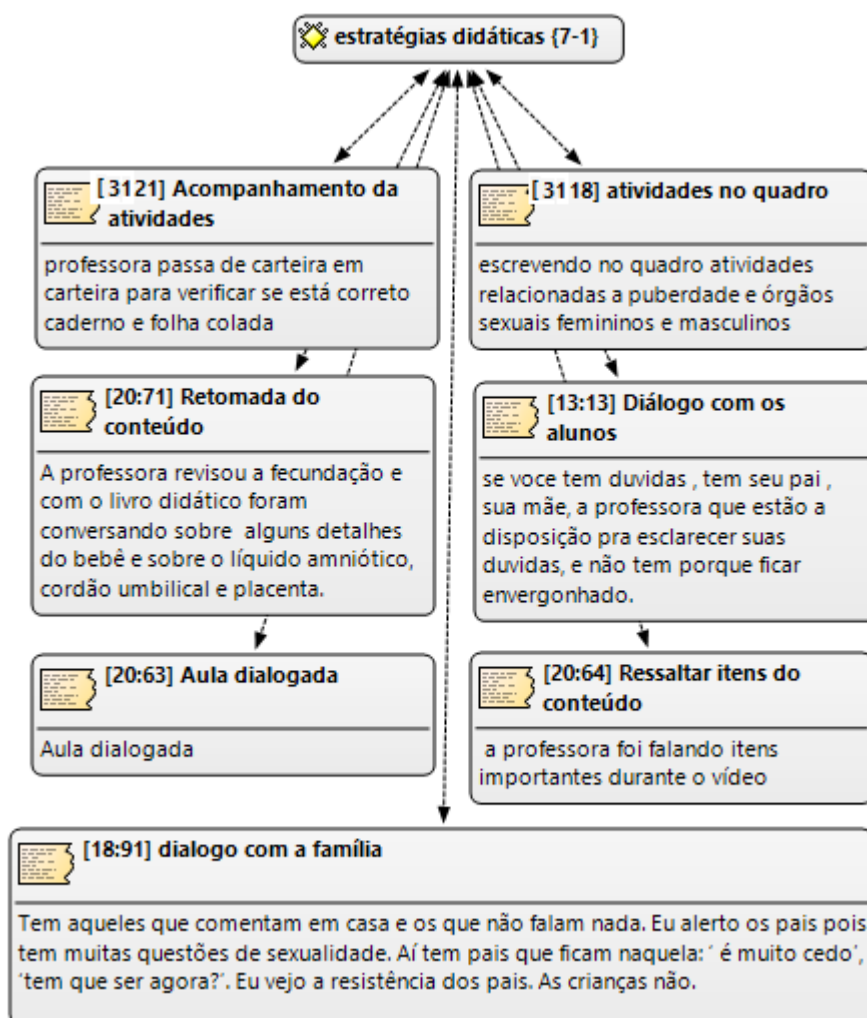 estratégias didáticas {7-1}
[3121] Acompanhamento da
atividades
professora passa de carteira em
carteira para verificar se está correto
caderno e folha colada
[3118] atividades no quadro
escrevendo no quadro atividades
relacionadas a puberdade e órgãos
sexuais femininos e masculinos
[20:71] Retomada do
conteúdo
A professora revisou a fecundação e
com o livro didático foram
conversando sobre alguns detalhes
do bebê e sobre o líquido amniótico,
cordão umbilical e placenta.
[13:13] Diálogo com os
alunos
se voce tem duvidas , tem seu pai ,
sua mãe, a professora que estão a
disposição pra esclarecer suas
duvidas, e não tem porque ficar
envergonhado.
[20:63] Aula dialogada
Aula dialogada
[20:64] Ressaltar itens do
conteúdo
a professora foi falando itens
importantes durante o vídeo
[18:91] dialogo com a família
Tem aqueles que comentam em casa e os que não falam nada. Eu alerto os pais pois
tem muitas questões de sexualidade. Aí tem pais que ficam naquela: ´ é muito cedo´,
´tem que ser agora?´. Eu vejo a resistência dos pais. As crianças não.